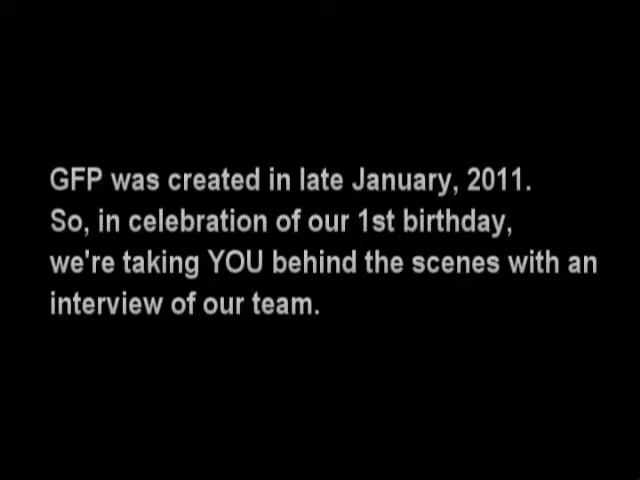 GFP was created in late January, 2011.
So, in celebration of our 1st birthday,
we're taking YOU behind the scenes with an
interview of our team.